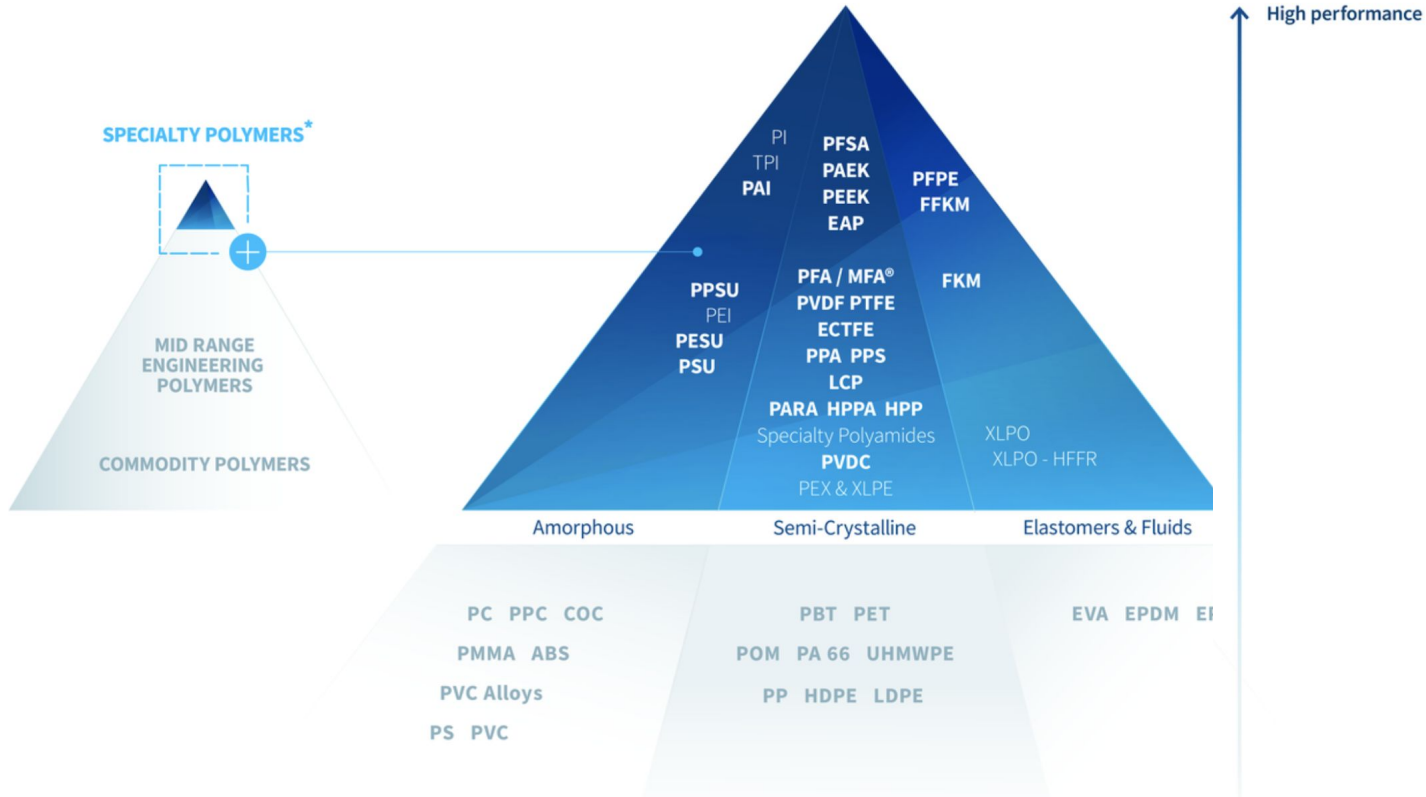 High performance
SPECIALTY POLYMERS*
MID RANGE
ENGINEERING
POLYMERS
COMMODITY POLYMERS
PI
TPI
PAI
PPSU
PEI
PESU
PSU
PFSA
PAEK
PEEK
EAP
PFA / MFA®
PVDF PTFE
ECTFE
PPA PPS
LCP
PARA HPPA HPP
Specialty Polyamides
PVDC
PEX & XLPE
PFPE
FFKM
FKM
XLPO
XLPO - HFFR
Amorphous
Semi-Crystalline
Elastomers & Fluids
PC PPC COC
PMMA ABS
PVC Alloys
PS PVC
PBT PET
POM PA 66 UHMWPE
PP HDPE LDPE
EVA EPDM